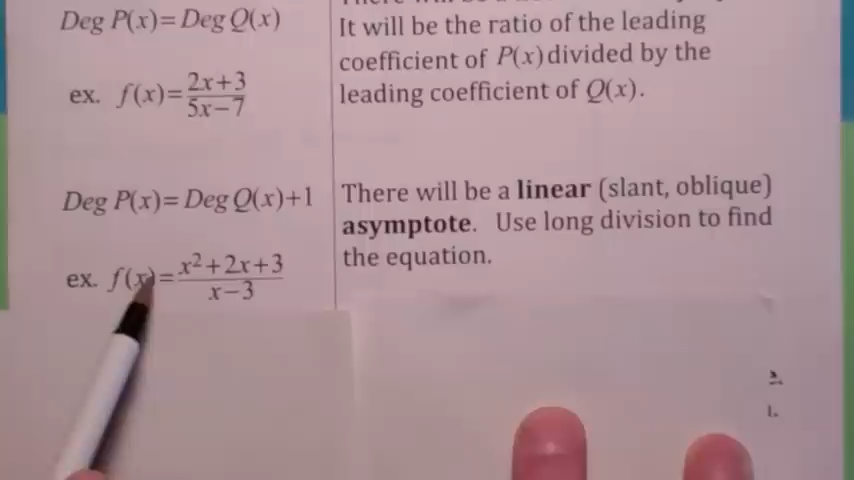 Deg P(x)= Deg Q(x)
It will be the ratio of the leading
coefficient of P(x) divided by the
leading coefficient of Q(x).
ex. f(x)= 2x+3
5x−7
Deg P(x)= Deg Q(x)+1
There will be a linear (slant, oblique)
asymptote. Use long division to find
the equation.
ex. f(x)= x²+2x+3
x−3